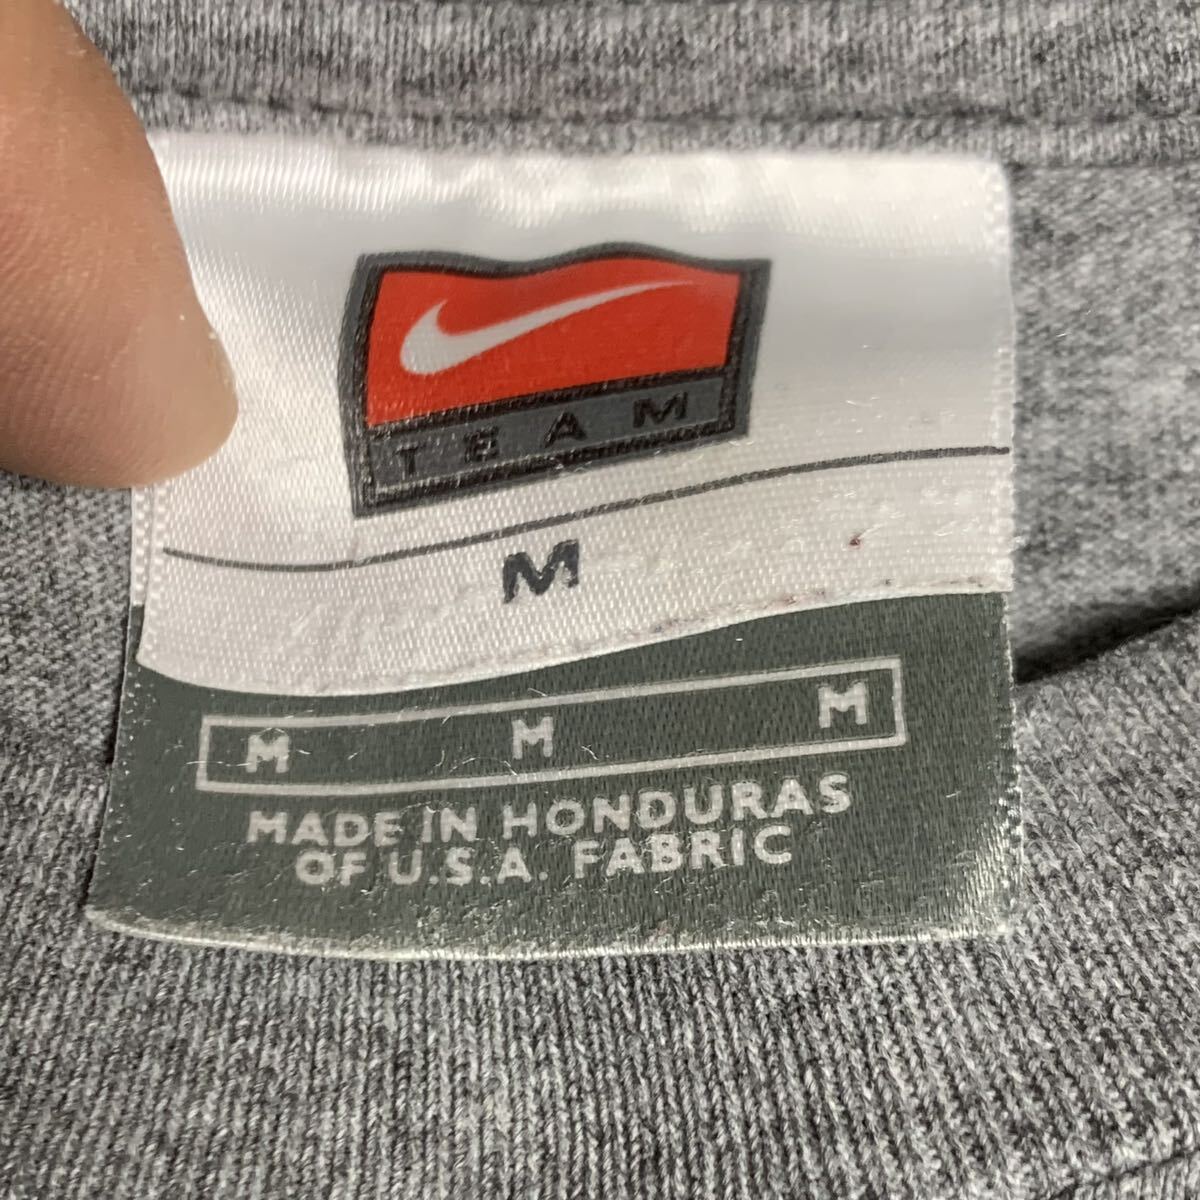 TEAM
M
M M M
MADE IN HONDURAS
OF U.S.A. FABRIC